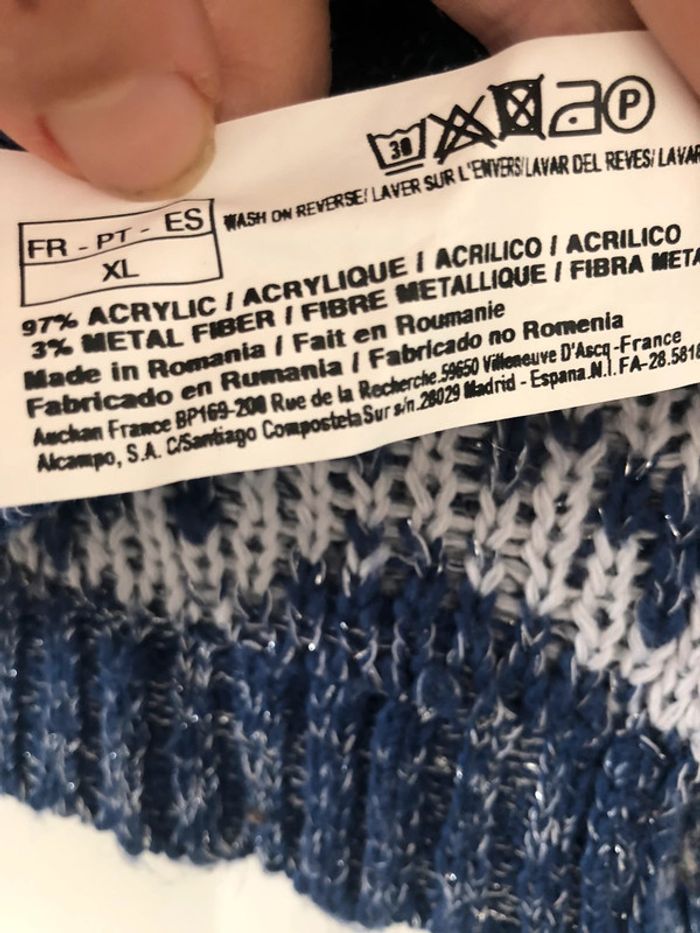 30 P
WASH ON REVERSE/ LAVER SUR L'ENVERS/ LAVAR DEL REVES/ LAVAR
FR - PT - ES
XL
97% ACRYLIC / ACRYLIQUE / ACRILICO / ACRILICO
3% METAL FIBER / FIBRE METALLIQUE / FIBRA META
Made in Romania / Fait en Roumanie
Fabricado en Rumania / Fabricado no Romenia
Auchan France BP169-200 Rue de la Recherche.59650 Villeneuve D'Ascq -France
Alcampo, S.A. C/Santiago Compostela Sur s/n.28029 Madrid - Espana.N.I.FA-28.581